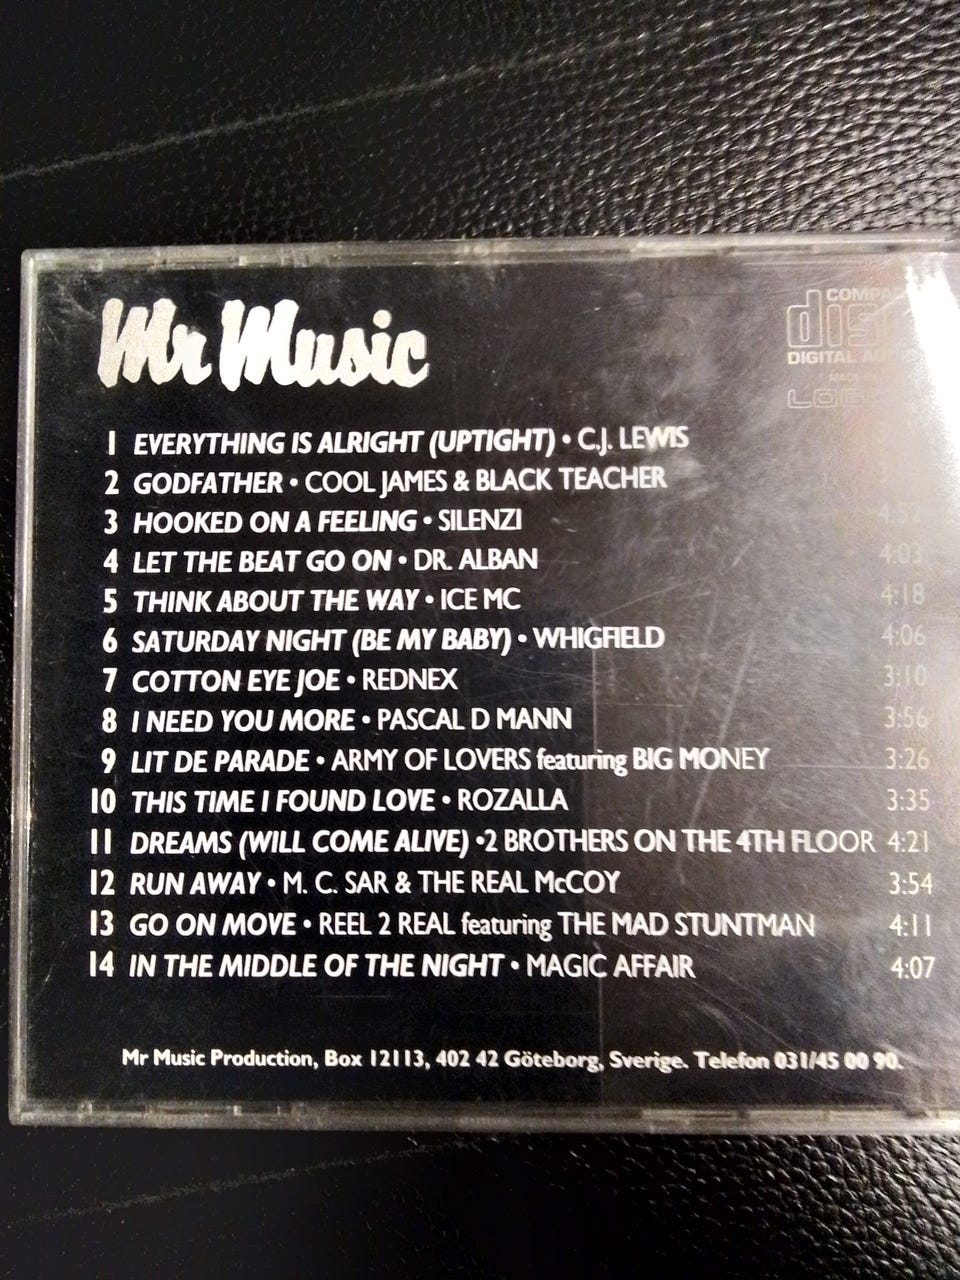 Mr Music
COMPACT
disc
DIGITAL AUDIO
1 EVERYTHING IS ALRIGHT (UPTIGHT) • C.J. LEWIS
2 GODFATHER • COOL JAMES & BLACK TEACHER
3 HOOKED ON A FEELING • SILENZI
4 LET THE BEAT GO ON • DR. ALBAN 4:03
5 THINK ABOUT THE WAY • ICE MC 4:18
6 SATURDAY NIGHT (BE MY BABY) • WHIGFIELD 4:06
7 COTTON EYE JOE • REDNEX 3:10
8 I NEED YOU MORE • PASCAL D MANN 3:56
9 LIT DE PARADE • ARMY OF LOVERS featuring BIG MONEY 3:26
10 THIS TIME I FOUND LOVE • ROZALLA 3:35
11 DREAMS (WILL COME ALIVE) •2 BROTHERS ON THE 4TH FLOOR 4:21
12 RUN AWAY • M. C. SAR & THE REAL McCOY 3:54
13 GO ON MOVE • REEL 2 REAL featuring THE MAD STUNTMAN 4:11
14 IN THE MIDDLE OF THE NIGHT • MAGIC AFFAIR 4:07
Mr Music Production, Box 12113, 402 42 Göteborg, Sverige. Telefon 031/45 00 90.